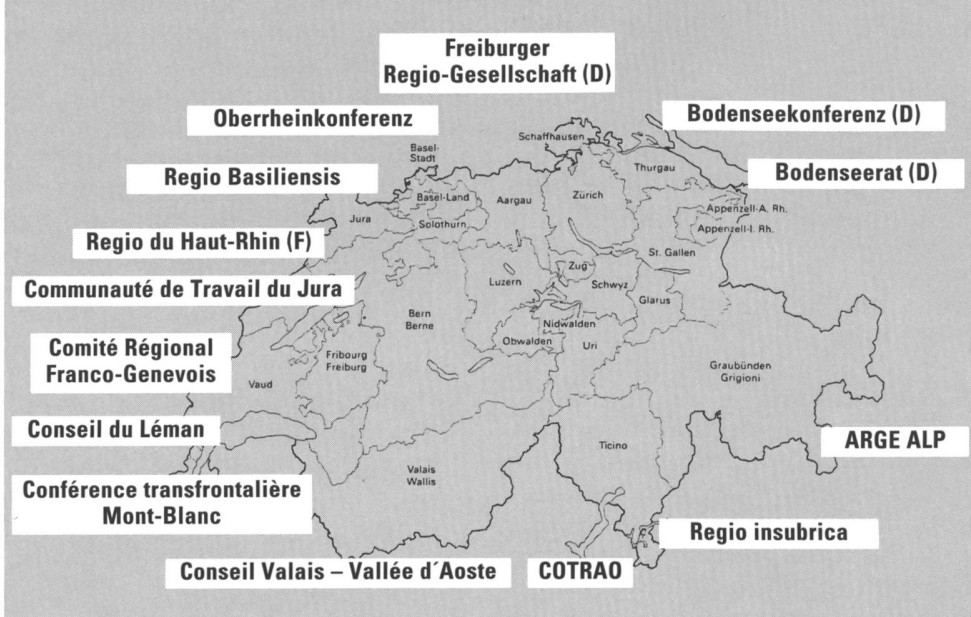 Freiburger
Regio-Gesellschaft (D)
Oberrheinkonferenz
Bodenseekonferenz (D)
Schaffhausen
Basel-
Stadt
Thurgau
Regio Basiliensis
Bodenseerat (D)
Basel-Land
Aargau
Zürich
Appenzell-A. Rh.
Jura
Solothurn
Appenzell-I. Rh.
Regio du Haut-Rhin (F)
St. Gallen
Zug
Communauté de Travail du Jura
Luzern
Schwyz
Glarus
Bern
Berne
Nidwalden
Comité Régional
Franco-Genevois
Fribourg
Freiburg
Obwalden
Uri
Vaud
Graubünden
Grigioni
Conseil du Léman
Ticino
ARGE ALP
Valais
Wallis
Conférence transfrontalière
Mont-Blanc
Regio insubrica
Conseil Valais – Vallée d´Aoste
COTRAO